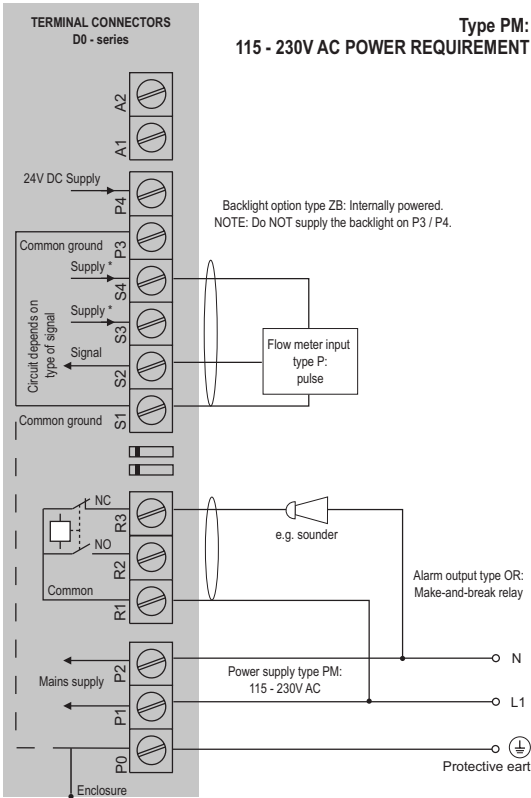 TERMINAL CONNECTORS
D0 - series
Type PM:
115 - 230V AC POWER REQUIREMENT
A2
A1
24V DC Supply
P4
Backlight option type ZB: Internally powered.
NOTE: Do NOT supply the backlight on P3 / P4.
Common ground
P3
Supply *
S4
Supply *
S3
Circuit depends on
type of signal
Signal
S2
Flow meter input
type P:
pulse
Common ground
S1
NC
R3
e.g. sounder
NO
R2
Alarm output type OR:
Make-and-break relay
Common
R1
P2
N
Mains supply
Power supply type PM:
115 - 230V AC
P1
L1
P0
Protective eart
Enclosure